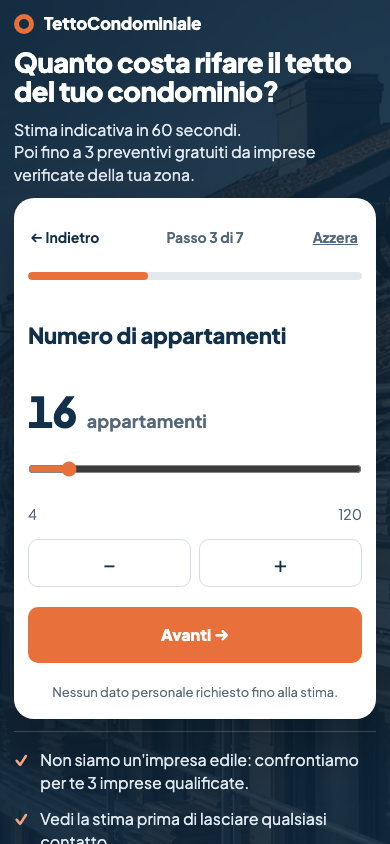 TettoCondominiale
Quanto costa rifare il tetto
del tuo condominio?
Stima indicativa in 60 secondi.
Poi fino a 3 preventivi gratuiti da imprese
verificate della tua zona.
← Indietro
Passo 3 di 7
Azzera
Numero di appartamenti
16 appartamenti
4
120
−
+
Avanti →
Nessun dato personale richiesto fino alla stima.
Non siamo un'impresa edile: confrontiamo
per te 3 imprese qualificate.
Vedi la stima prima di lasciare qualsiasi
contatto.